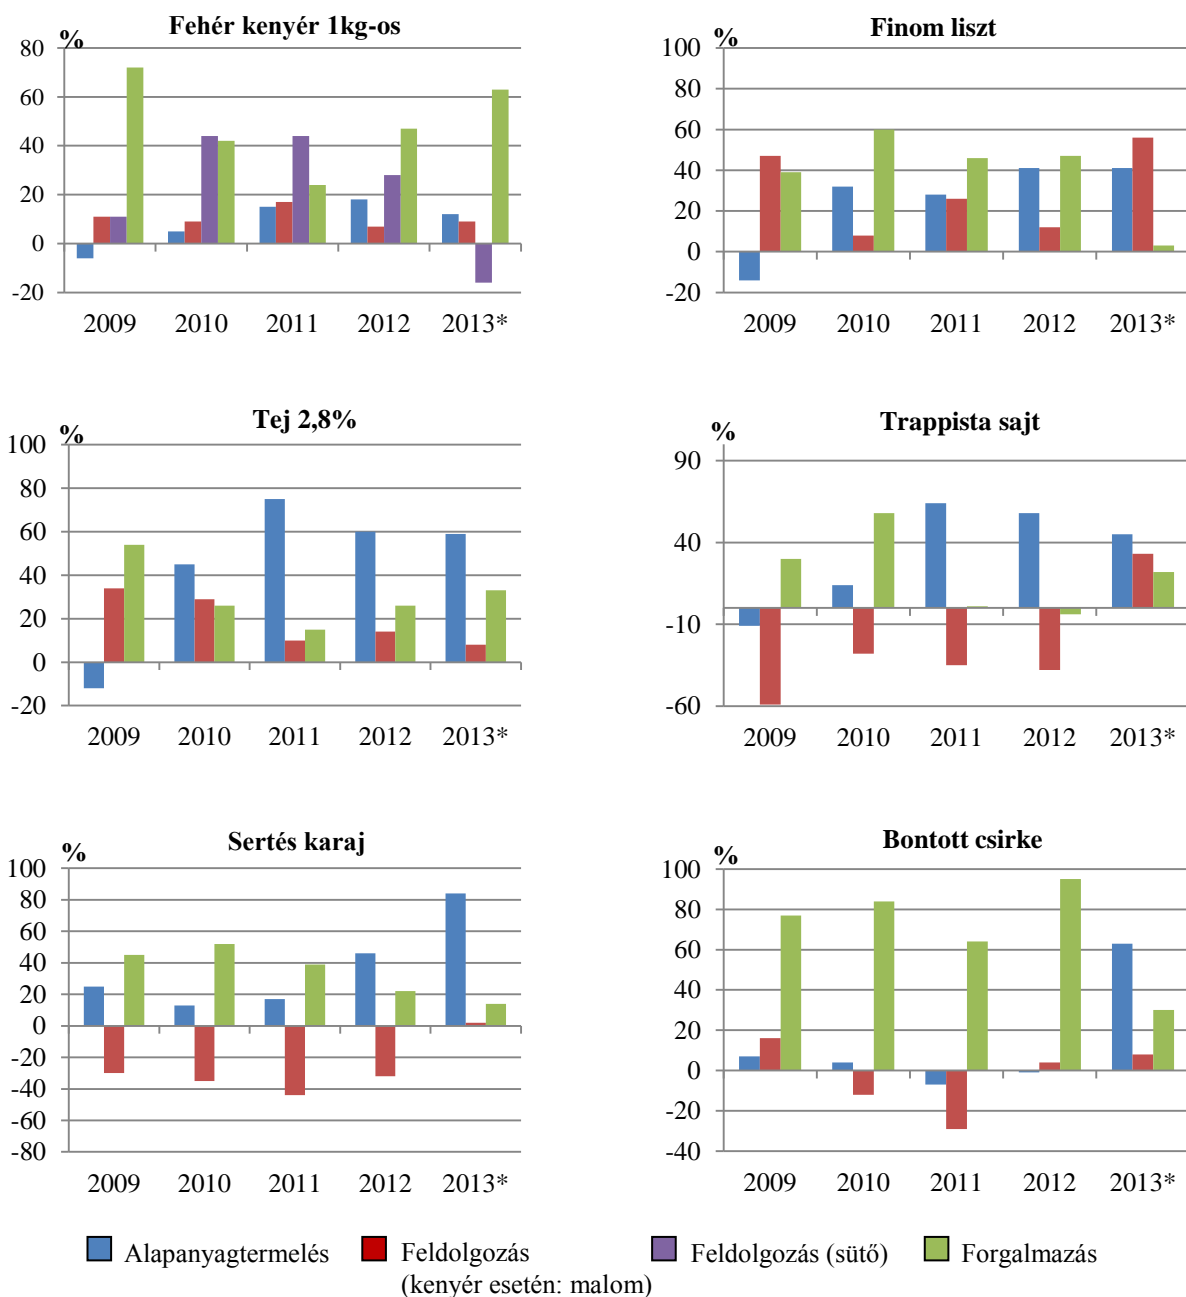 Fehér kenyér 1kg-os
%
80
60
40
20
0
-20
2009 2010 2011 2012 2013*
Finom liszt
%
100
80
60
40
20
0
-20
2009 2010 2011 2012 2013*
Tej 2,8%
%
100
80
60
40
20
0
-20
2009 2010 2011 2012 2013*
Trappista sajt
%
90
40
-10
-60
2009 2010 2011 2012 2013*
Sertés karaj
%
100
80
60
40
20
0
-20
-40
-60
-80
2009 2010 2011 2012 2013*
Bontott csirke
%
100
80
60
40
20
0
-20
-40
2009 2010 2011 2012 2013*
Alapanyagtermelés
Feldolgozás
(kenyér esetén: malom)
Feldolgozás (sütő)
Forgalmazás